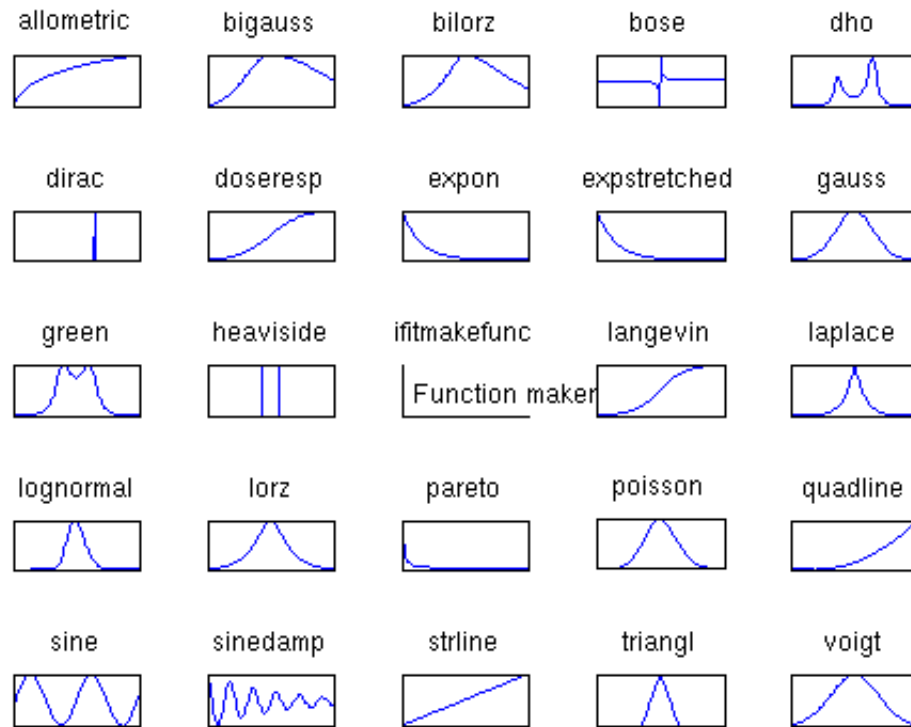 allometric bigauss bilorz bose dho
dirac doseresp expon expstretched gauss
green heaviside ifitmakefunc langevin laplace
Function maker
lognormal lorz pareto poisson quadline
sine sinedamp strline triangl voigt